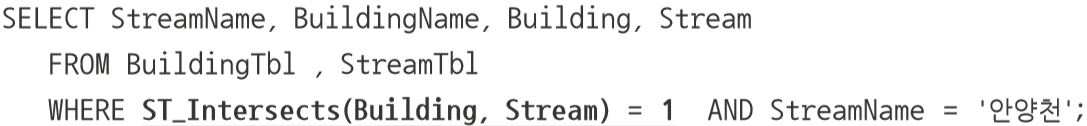 SELECT StreamName, BuildingName, Building, Stream
FROM BuildingTbl , StreamTbl
WHERE ST_Intersects(Building, Stream) = 1 AND StreamName = '안양천';